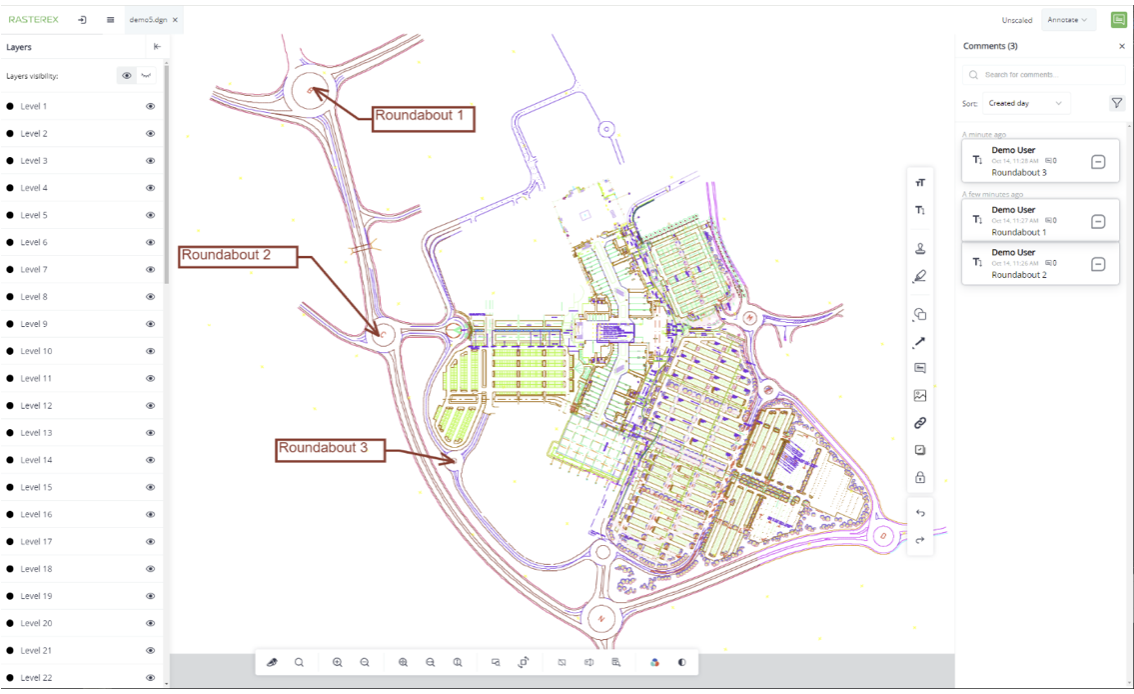 RASTEREX
demo5.dgn
Unscaled
Annotate
Layers
Comments (3)
Layers visibility:
Search for comments...
Sort:
Created day
Level 1
Level 2
Level 3
Level 4
Level 5
Level 6
Level 7
Level 8
Level 9
Level 10
Level 11
Level 12
Level 13
Level 14
Level 15
Level 16
Level 17
Level 18
Level 19
Level 20
Level 21
Level 22
Roundabout 1
Roundabout 2
Roundabout 3
A minute ago
Demo User
Oct 14, 11:28 AM 0
Roundabout 3
A few minutes ago
Demo User
Oct 14, 11:27 AM 0
Roundabout 1
Demo User
Oct 14, 11:26 AM 0
Roundabout 2